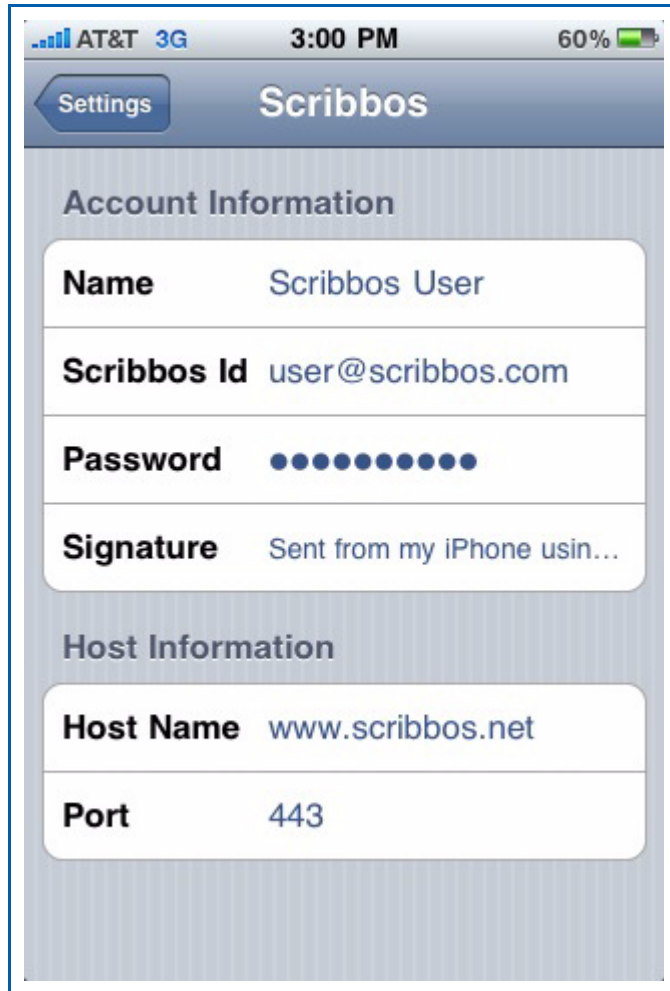 AT&T 3G 3:00 PM 60%
Settings Scribbos
Account Information
Name Scribbos User
Scribbos Id user@scribbos.com
Password ●●●●●●●●●●
Signature Sent from my iPhone usin...
Host Information
Host Name www.scribbos.net
Port 443